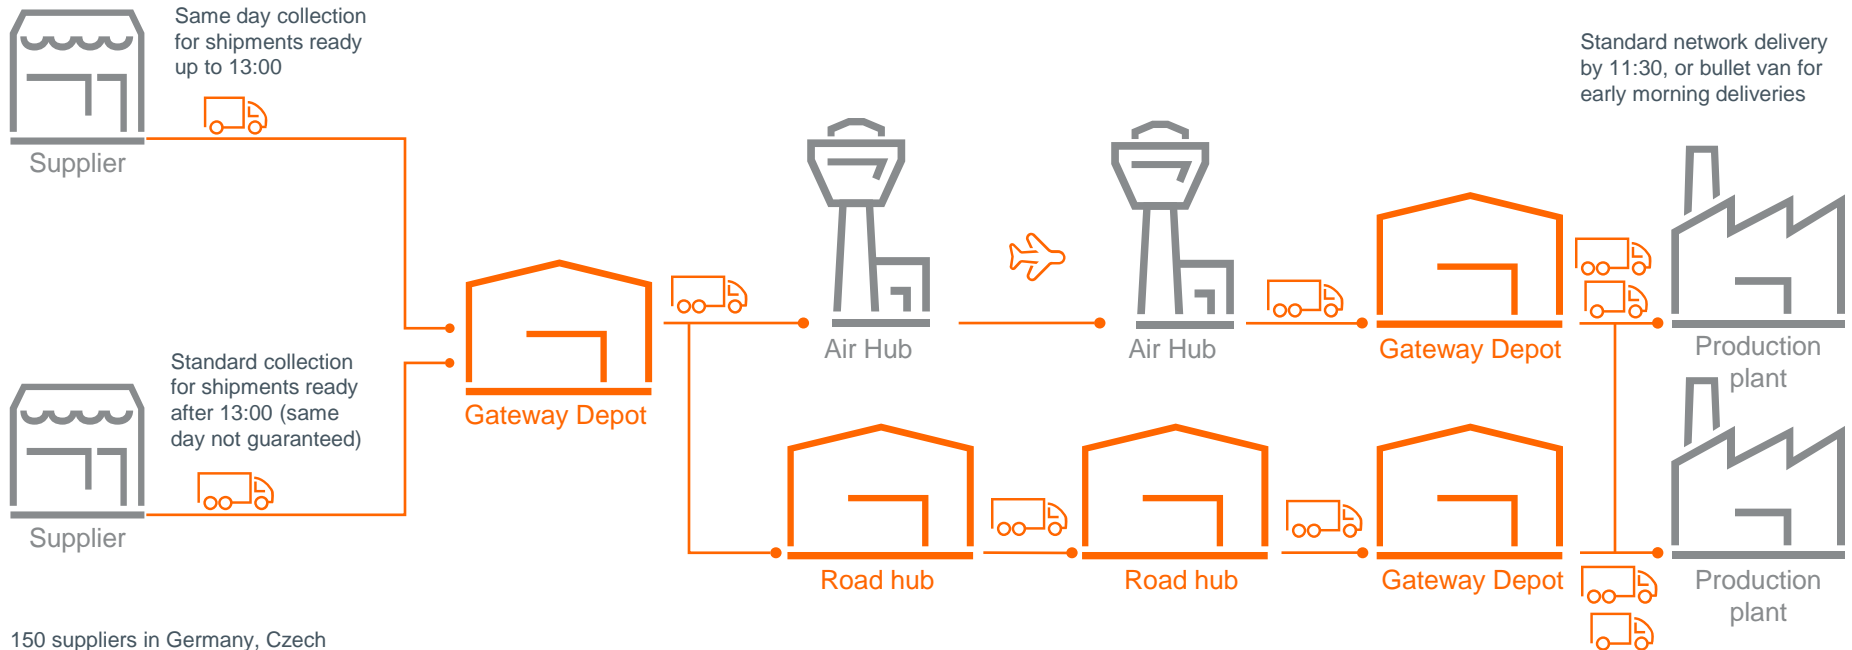 Same day collection
for shipments ready
up to 13:00
Supplier
Standard collection
for shipments ready
after 13:00 (same
day not guaranteed)
Supplier
Gateway Depot
Air Hub
Air Hub
Gateway Depot
Road hub
Road hub
Gateway Depot
Standard network delivery
by 11:30, or bullet van for
early morning deliveries
Production
plant
Production
plant
150 suppliers in Germany, Czech